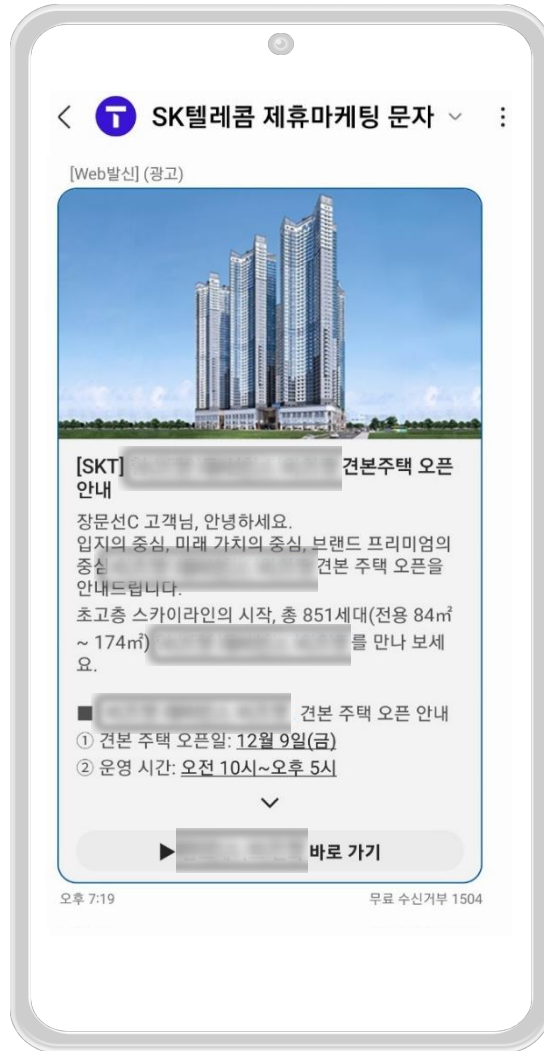 SK텔레콤 제휴마케팅 문자
[Web발신] (광고)
[SKT] 견본주택 오픈
안내
장문선C 고객님, 안녕하세요.
입지의 중심, 미래 가치의 중심, 브랜드 프리미엄의
중심 견본 주택 오픈을
안내드립니다.
초고층 스카이라인의 시작, 총 851세대(전용 84㎡
~ 174㎡) 를 만나 보세
요.
■ 견본 주택 오픈 안내
① 견본 주택 오픈일: 12월 9일(금)
② 운영 시간: 오전 10시~오후 5시
▶ 바로 가기
오후 7:19 무료 수신거부 1504